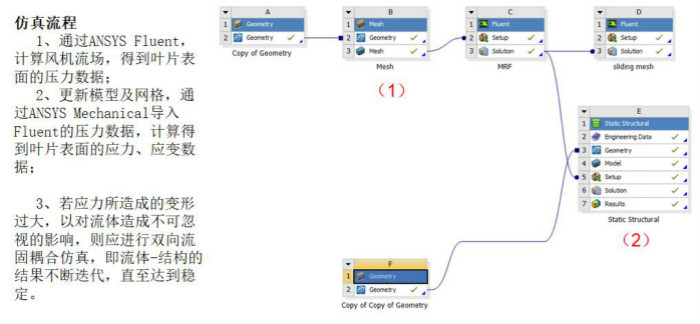 仿真流程
1、通过ANSYS Fluent，
计算风机流场，得到叶片表
面的压力数据；
2、更新模型及网格，通
过ANSYS Mechanical导入
Fluent的压力数据，计算得
到叶片表面的应力、应变数
据；
3、若应力所造成的变形
过大，以对流体造成不可忽
视的影响，则应进行双向流
固耦合仿真，即流体-结构的
结果不断迭代，直至达到稳
定。
A
1 Geometry
2 Geometry
Copy of Geometry
B
1 Mesh
2 Geometry
3 Mesh
Mesh
（1）
C
1 Fluent
2 Setup
3 Solution
MRF
D
1 Fluent
2 Setup
3 Solution
sliding mesh
E
1 Static Structural
2 Engineering Data
3 Geometry
4 Model
5 Setup
6 Solution
7 Results
Static Structural
（2）
F
1 Geometry
2 Geometry
Copy of Copy of Geometry